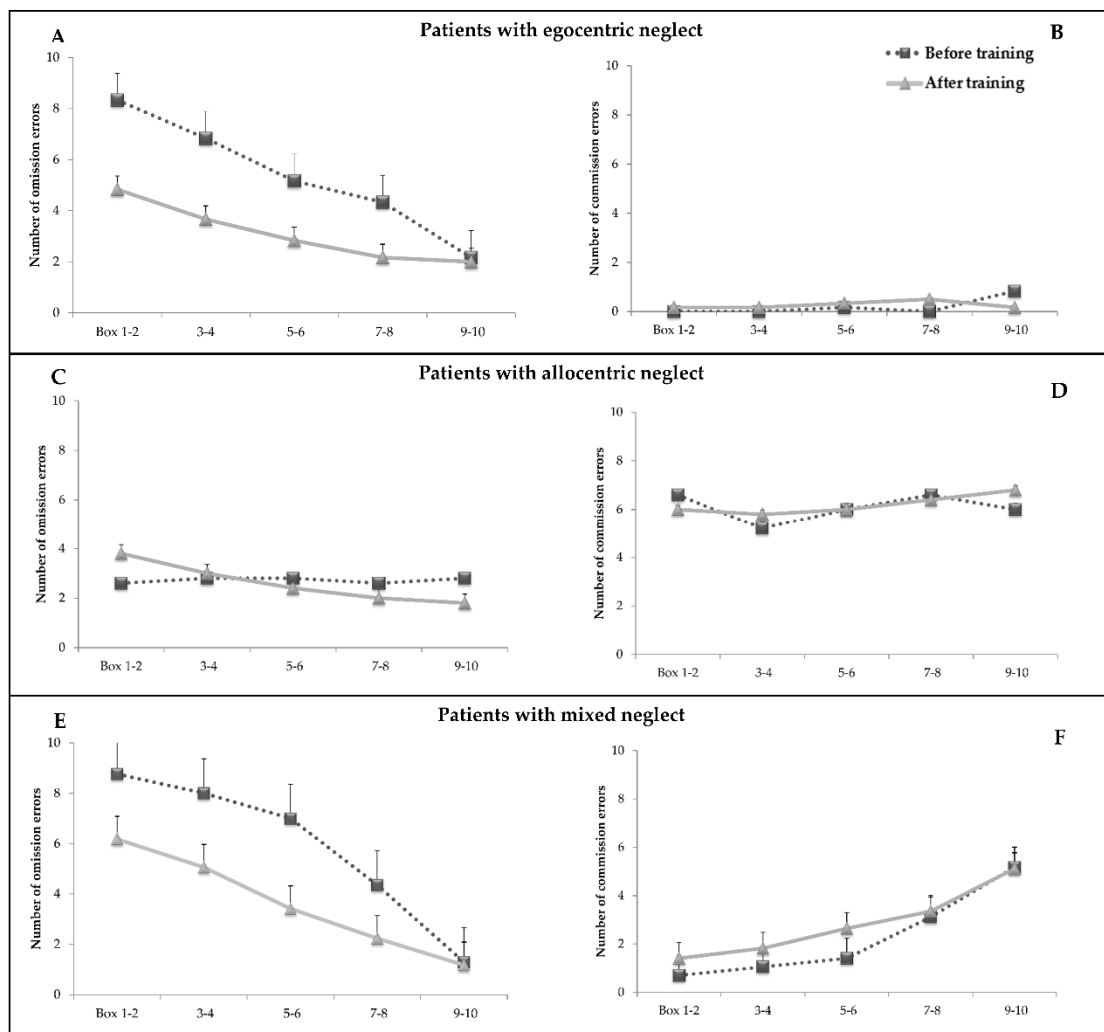 Patients with egocentric neglect
A
B
Before training
After training
Number of omission errors
10
8
6
4
2
0
Box 1-2 3-4 5-6 7-8 9-10
Number of commission errors
10
8
6
4
2
0
Box 1-2 3-4 5-6 7-8 9-10
Patients with allocentric neglect
C
D
Number of omission errors
10
8
6
4
2
0
Box 1-2 3-4 5-6 7-8 9-10
Number of commission errors
10
8
6
4
2
0
Box 1-2 3-4 5-6 7-8 9-10
Patients with mixed neglect
E
F
Number of omission errors
10
8
6
4
2
0
Box 1-2 3-4 5-6 7-8 9-10
Number of commission errors
10
8
6
4
2
0
Box 1-2 3-4 5-6 7-8 9-10